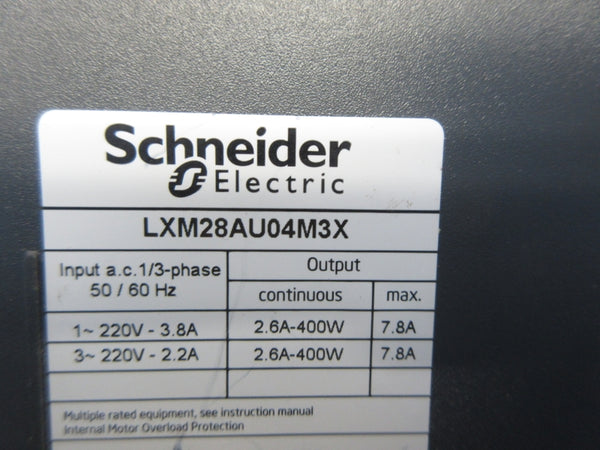 Schneider
Electric
LXM28AU04M3X
Input a.c.1/3-phase
50 / 60 Hz
Output
continuous max.
1~ 220V - 3.8A 2.6A-400W 7.8A
3~ 220V - 2.2A 2.6A-400W 7.8A
Multiple rated equipment, see instruction manual
Internal Motor Overload Protection